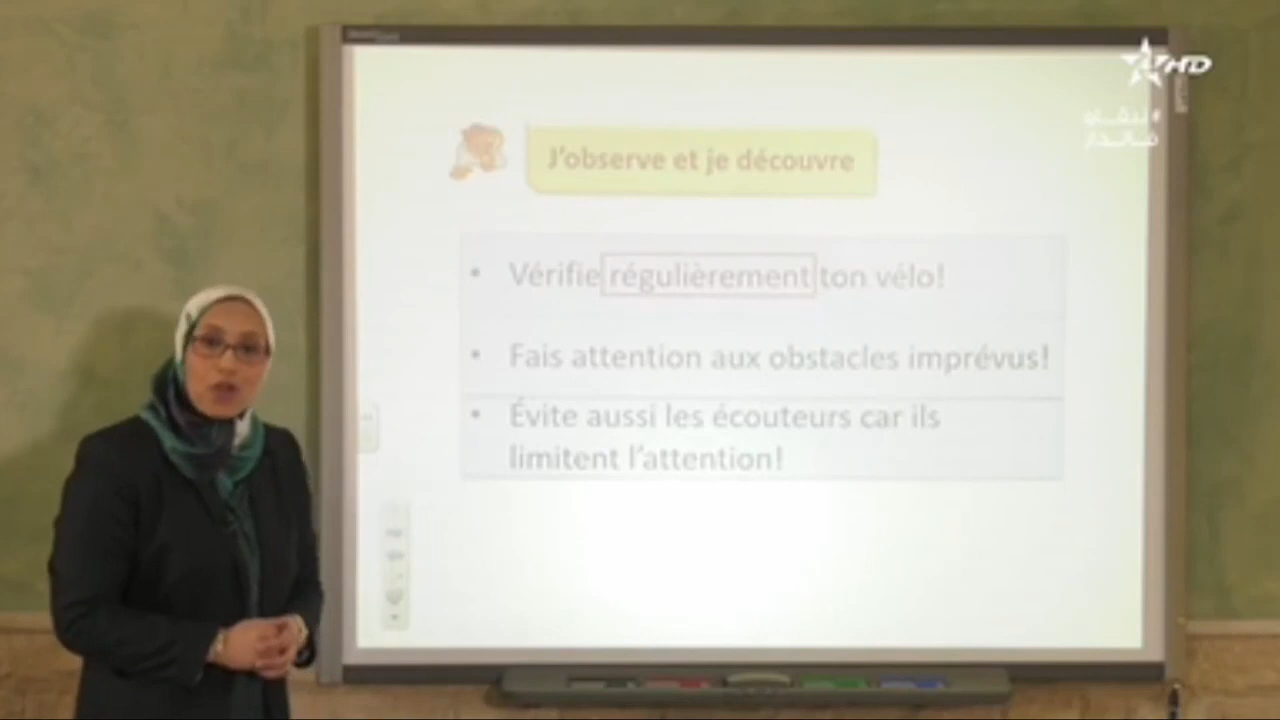 HD
J'observe et je découvre
• Vérifie régulièrement ton vélo!
• Fais attention aux obstacles imprévus!
• Évite aussi les écouteurs car ils
limitent l'attention!